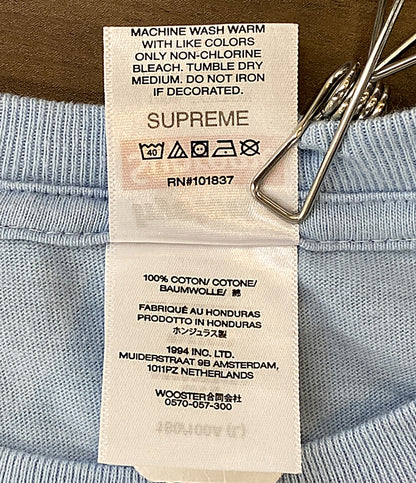 MACHINE WASH WARM
WITH LIKE COLORS
ONLY NON-CHLORINE
BLEACH. TUMBLE DRY
MEDIUM. DO NOT IRON
IF DECORATED.
SUPREME
40
RN#101837
100% COTTON/ COTONE/
BAUMWOLLE/ 綿
FABRIQUÉ AU HONDURAS
PRODOTTO IN HONDURAS
ホンジュラス製
1994 INC. LTD.
MUIDERSTRAAT 9B AMSTERDAM,
1011PZ NETHERLANDS
WOOSTER合同会社
0570-057-300